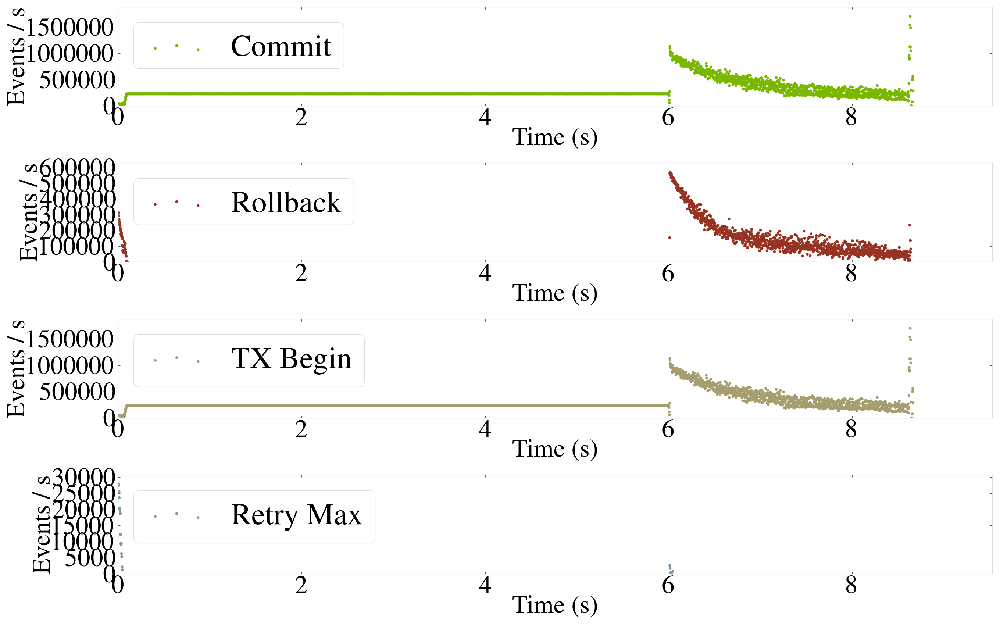 Events / s
1500000
1000000
500000
0
Commit
0 2 4 6 8
Time (s)
Events / s
600000
500000
400000
300000
200000
100000
0
Rollback
0 2 4 6 8
Time (s)
Events / s
1500000
1000000
500000
0
TX Begin
0 2 4 6 8
Time (s)
Events / s
30000
25000
20000
15000
10000
5000
0
Retry Max
0 2 4 6 8
Time (s)